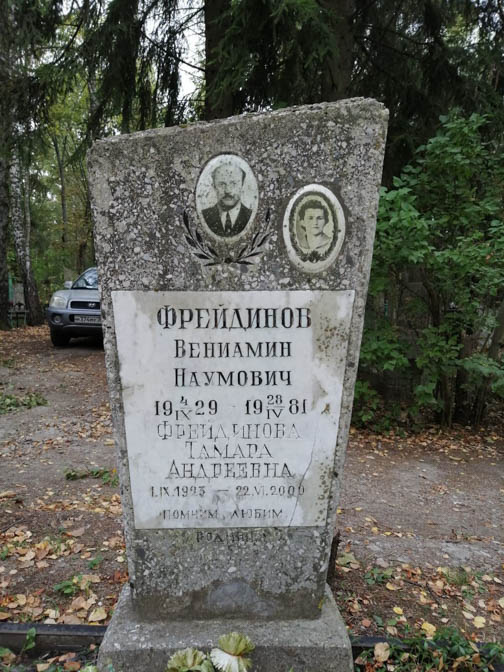 ФРЕЙДИНОВ
ВЕНИАМИН
НАУМОВИЧ
19 4/IX 29 - 19 28/IV 81
ФРЕЙДИНОВА
ТАМАРА
АНДРЕЕВНА
1.IX.1923 — 22.VI.2000
ПОМНИМ, ЛЮБИМ.